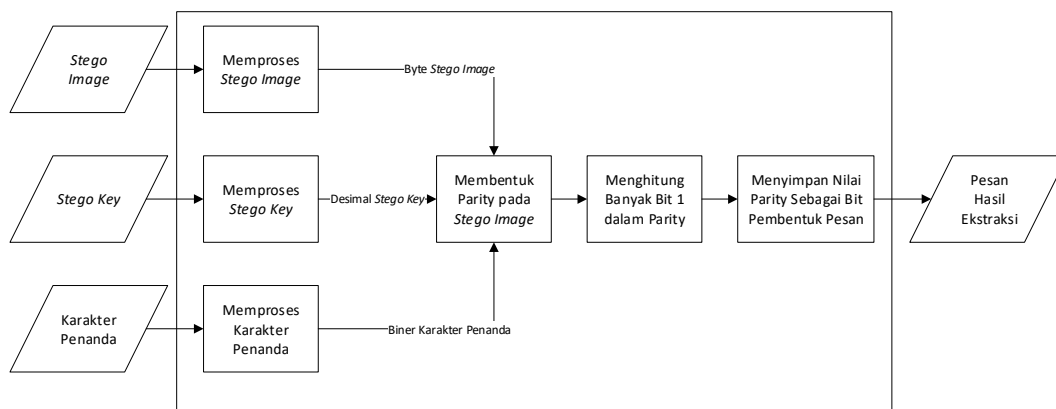 Stego
Image
Memproses
Stego Image
Byte Stego Image
Stego Key
Memproses
Stego Key
Desimal Stego Key
Membentuk
Parity pada
Stego Image
Menghitung
Banyak Bit 1
dalam Parity
Menyimpan Nilai
Parity Sebagai Bit
Pembentuk Pesan
Pesan
Hasil
Ekstraksi
Karakter
Penanda
Memproses
Karakter
Penanda
Biner Karakter Penanda